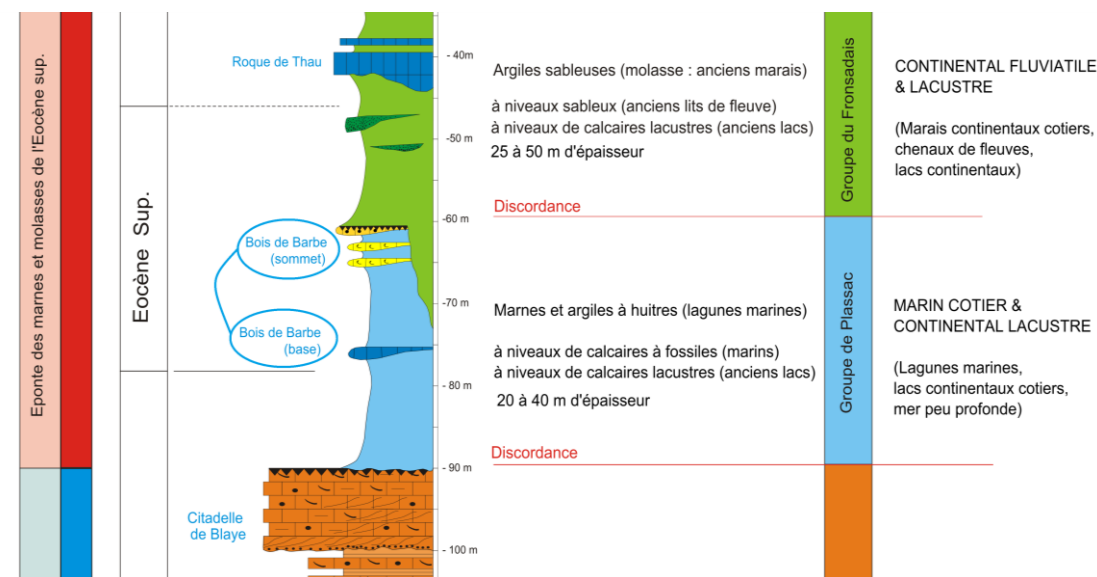 Eponte des marnes et molasses de l'Eocène sup.
Eocène Sup.
Roque de Thau
Bois de Barbe
(sommet)
Bois de Barbe
(base)
Citadelle
de Blaye
- 40m
-50 m
-60 m
-70 m
- 80 m
- 90 m
- 100 m
Argiles sableuses (molasse : anciens marais)
à niveaux sableux (anciens lits de fleuve)
à niveaux de calcaires lacustres (anciens lacs)
25 à 50 m d'épaisseur
Discordance
Marnes et argiles à huitres (lagunes marines)
à niveaux de calcaires à fossiles (marins)
à niveaux de calcaires lacustres (anciens lacs)
20 à 40 m d'épaisseur
Discordance
Groupe du Fronsadais
Groupe de Plassac
CONTINENTAL FLUVIATILE
& LACUSTRE
(Marais continentaux cotiers,
chenaux de fleuves,
lacs continentaux)
MARIN COTIER &
CONTINENTAL LACUSTRE
(Lagunes marines,
lacs continentaux cotiers,
mer peu profonde)